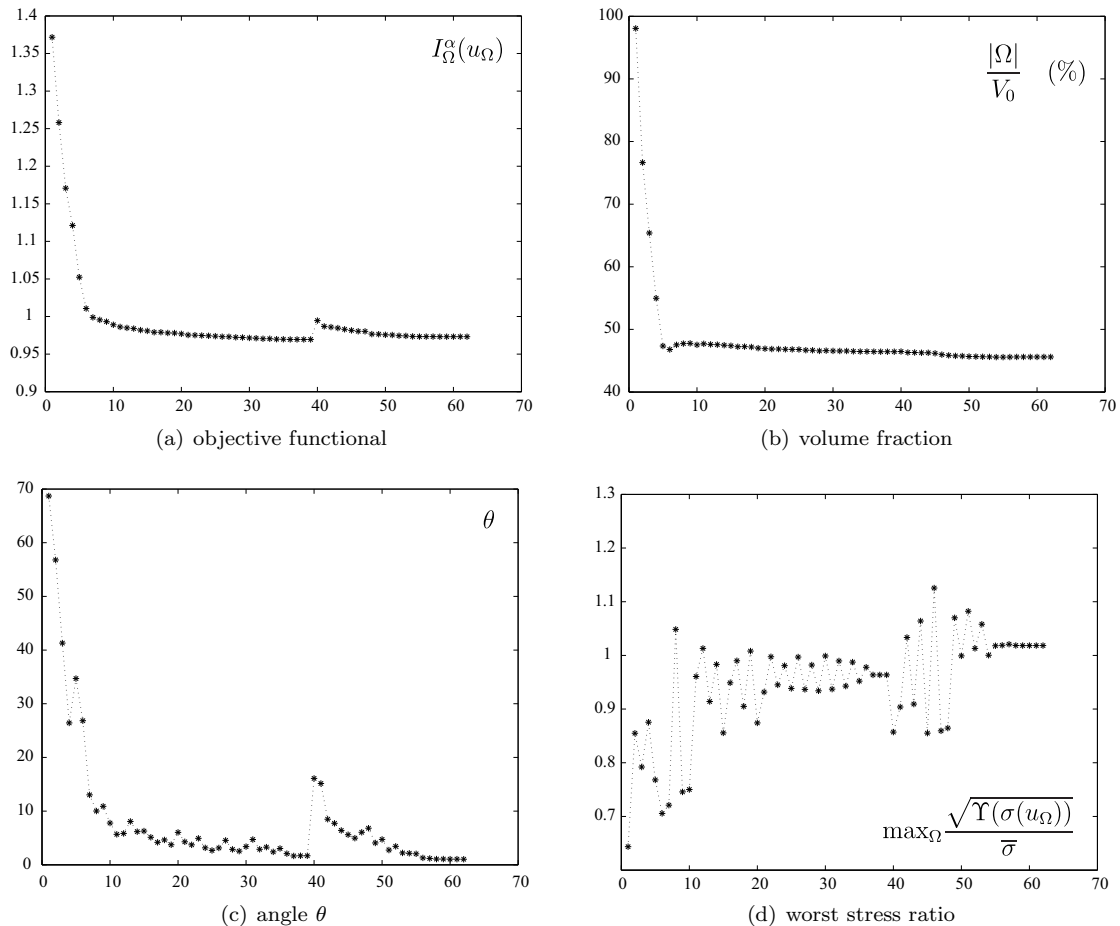 1.4
1.35
1.3
1.25
1.2
1.15
1.1
1.05
1
0.95
0.9
0 10 20 30 40 50 60 70
I_Ω^α(u_Ω)
(a) objective functional
100
90
80
70
60
50
40
0 10 20 30 40 50 60 70
|Ω|/V_0 (%)
(b) volume fraction
70
60
50
40
30
20
10
0
0 10 20 30 40 50 60 70
θ
(c) angle θ
1.3
1.2
1.1
1
0.9
0.8
0.7
0 10 20 30 40 50 60 70
max_Ω √Υ(σ(u_Ω))/σ̅
(d) worst stress ratio